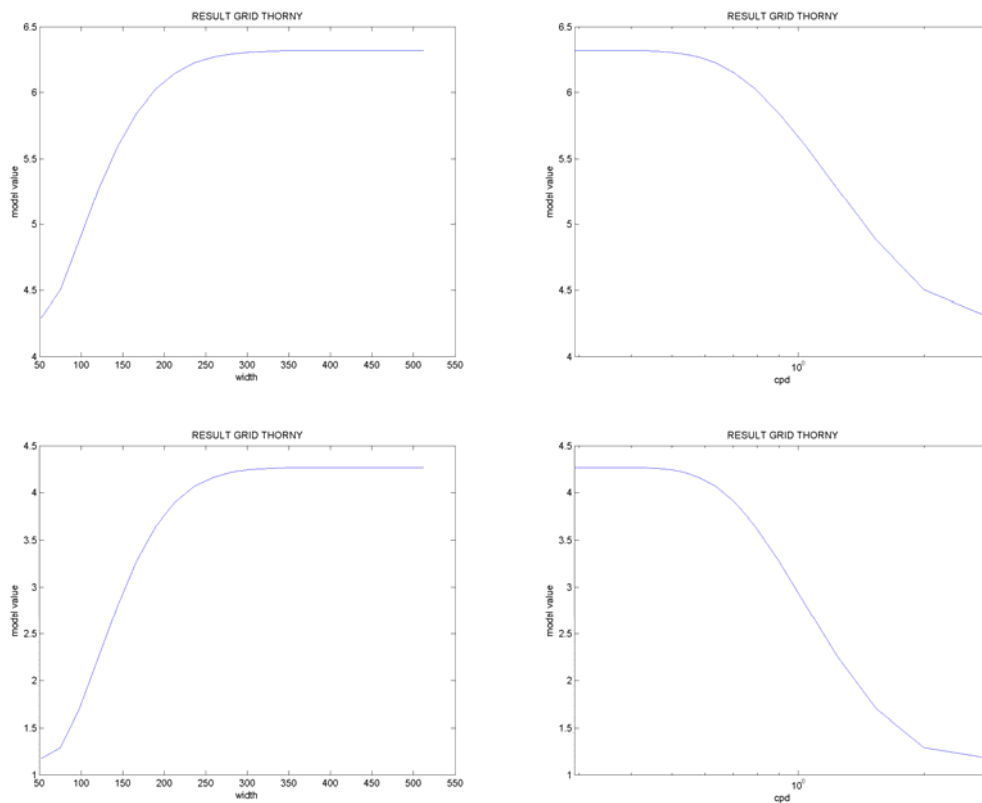 RESULT GRID THORNY
6.5
6
5.5
5
4.5
4
model value
50 100 150 200 250 300 350 400 450 500 550
width
RESULT GRID THORNY
6.5
6
5.5
5
4.5
4
model value
10⁰
cpd
RESULT GRID THORNY
4.5
4
3.5
3
2.5
2
1.5
1
model value
50 100 150 200 250 300 350 400 450 500 550
width
RESULT GRID THORNY
4.5
4
3.5
3
2.5
2
1.5
1
model value
10⁰
cpd